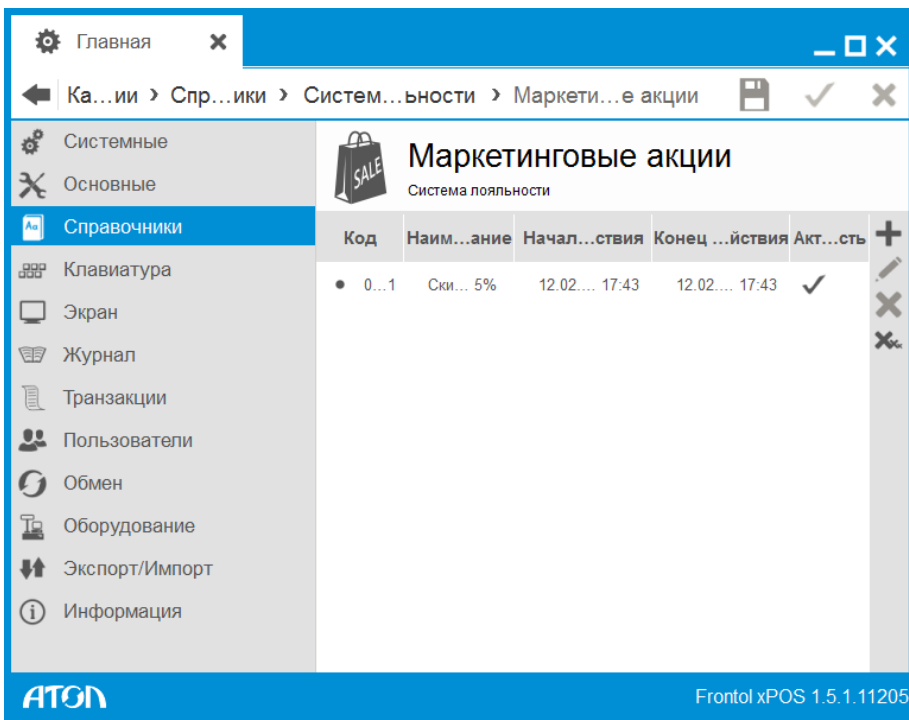 Главная
Ка…ии › Спр…ики › Систем…ьности › Маркети…е акции
Системные
Основные
Справочники
Клавиатура
Экран
Журнал
Транзакции
Пользователи
Обмен
Оборудование
Экспорт/Импорт
Информация
SALE
Маркетинговые акции
Система лояльности
Код Наим…ание Начал…ствия Конец …йствия Акт…сть
0…1 Ски… 5% 12.02.… 17:43 12.02.… 17:43
АТОЛ
Frontol xPOS 1.5.1.11205